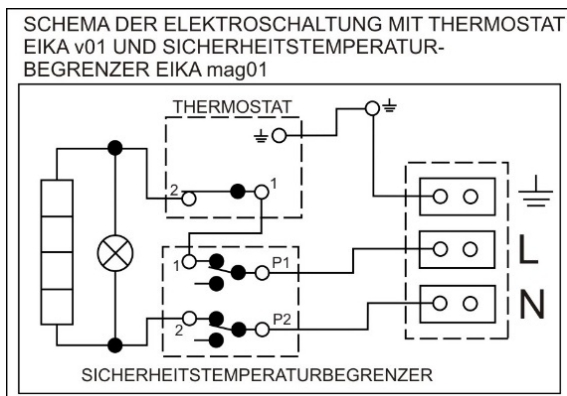 SCHEMA DER ELEKTROSCHALTUNG MIT THERMOSTAT
EIKA v01 UND SICHERHEITSTEMPERATUR-
BEGRENZER EIKA mag01
THERMOSTAT
2
1
1
P1
L
2
P2
N
SICHERHEITSTEMPERATURBEGRENZER